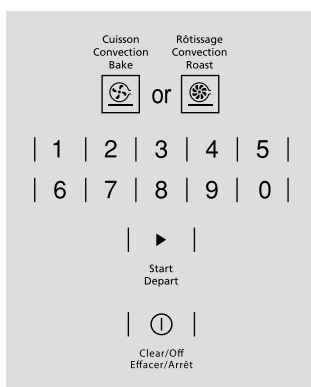 Cuisson Rôtissage
Convection Convection
Bake Roast
or
1 2 3 4 5
6 7 8 9 0
Start
Depart
Clear/Off
Effacer/Arrêt